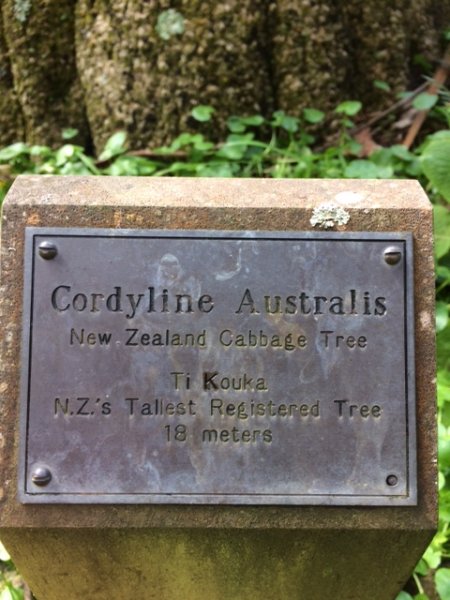 Cordyline Australis
New Zealand Cabbage Tree
Ti Kouka
N.Z.'s Tallest Registered Tree
18 meters